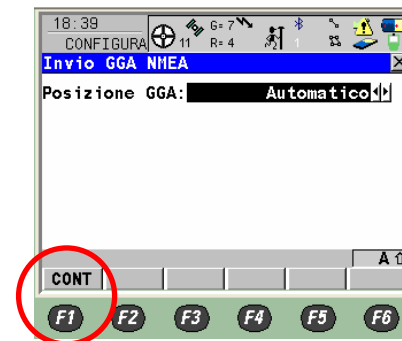 18:39
CONFIGURA 11 G= 7 R= 4 1
Invio GGA NMEA
Posizione GGA: Automatico
A
CONT
F1 F2 F3 F4 F5 F6